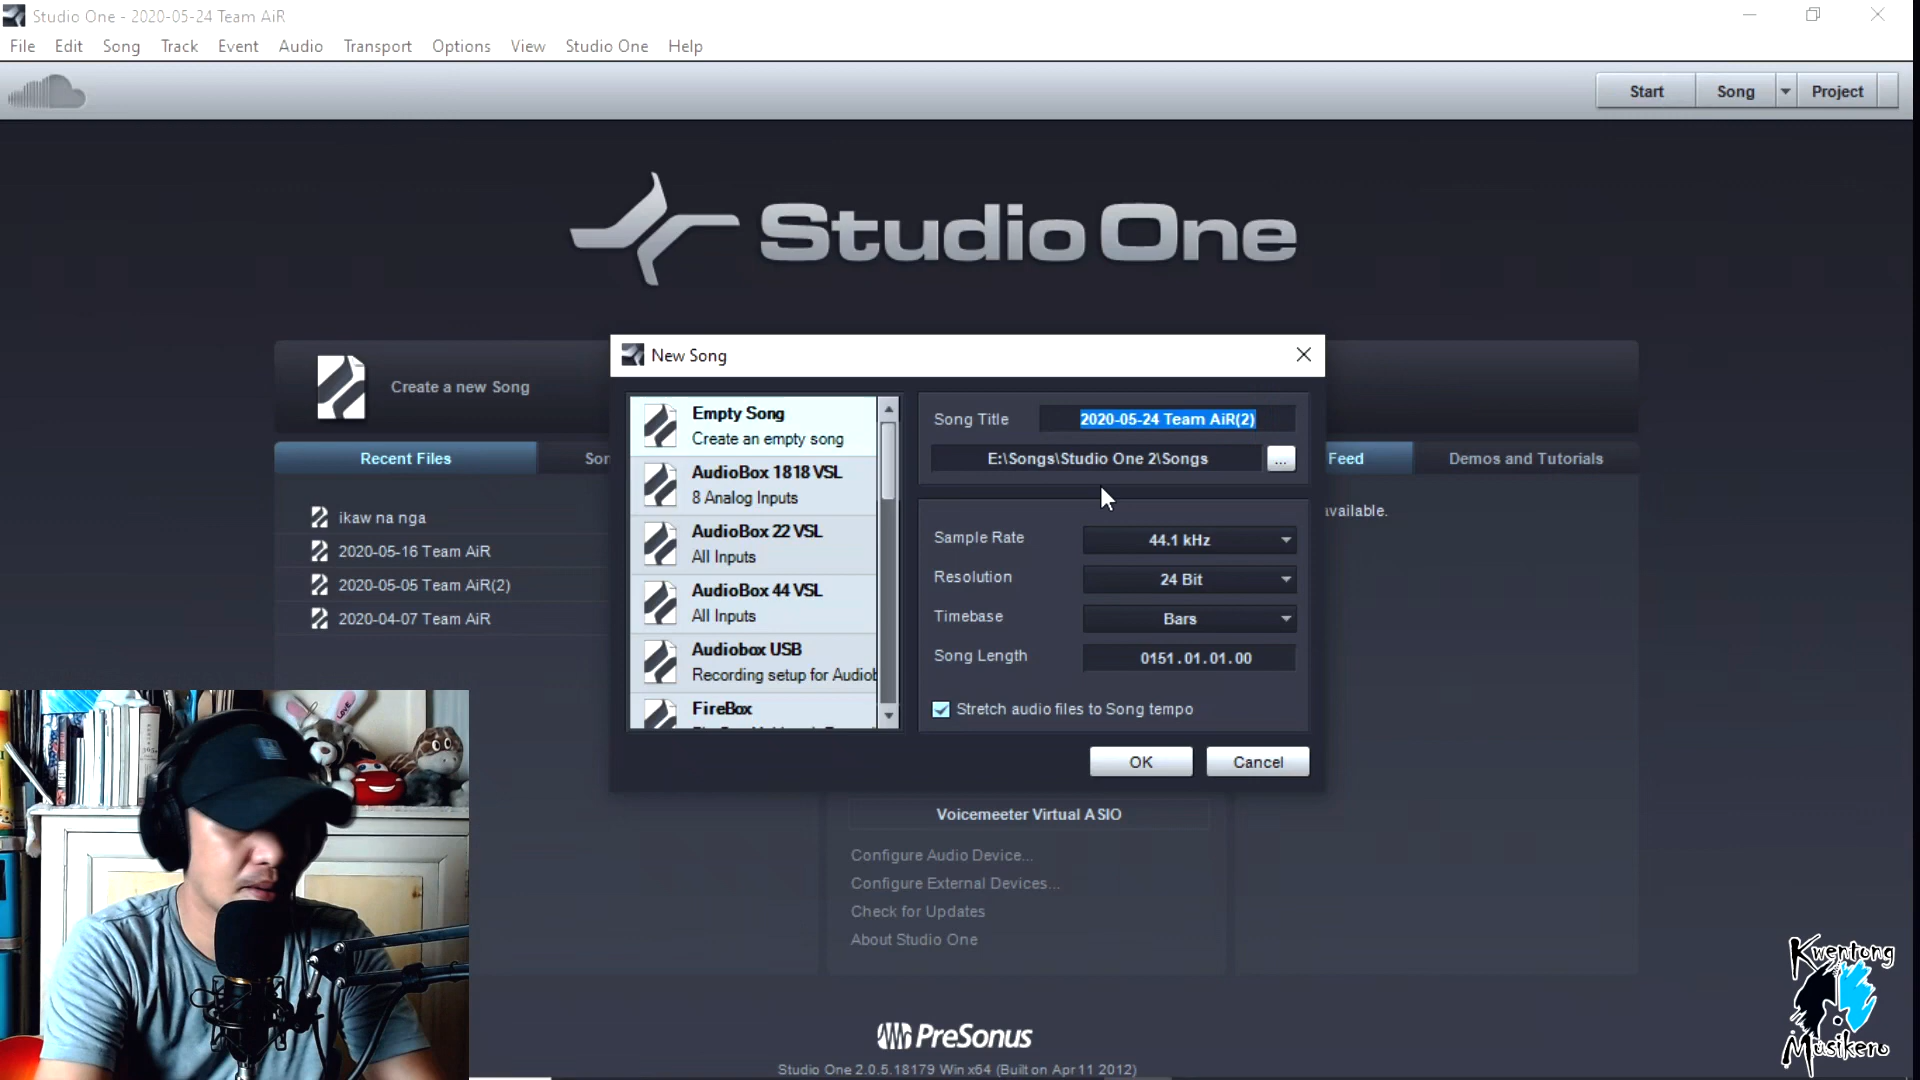 Studio One - 2020-05-24 Team AiR
File Edit Song Track Event Audio Transport Options View Studio One Help
Start Song Project
Studio One
Create a new Song
Recent Files
Son
ikaw na nga
2020-05-16 Team AiR
2020-05-05 Team AiR(2)
2020-04-07 Team AiR
New Song
Empty Song
Create an empty song
AudioBox 1818 VSL
8 Analog Inputs
AudioBox 22 VSL
All Inputs
AudioBox 44 VSL
All Inputs
Audiobox USB
Recording setup for Audiob
FireBox
Song Title 2020-05-24 Team AiR(2)
E:\Songs\Studio One 2\Songs ...
Sample Rate 44.1 kHz
Resolution 24 Bit
Timebase Bars
Song Length 0151.01.01.00
Stretch audio files to Song tempo
OK Cancel
Feed
Demos and Tutorials
available.
Voicemeeter Virtual ASIO
Configure Audio Device...
Configure External Devices...
Check for Updates
About Studio One
PreSonus
Studio One 2.0.5.18179 Win x64 (Built on Apr 11 2012)
Kwentong
Musikero